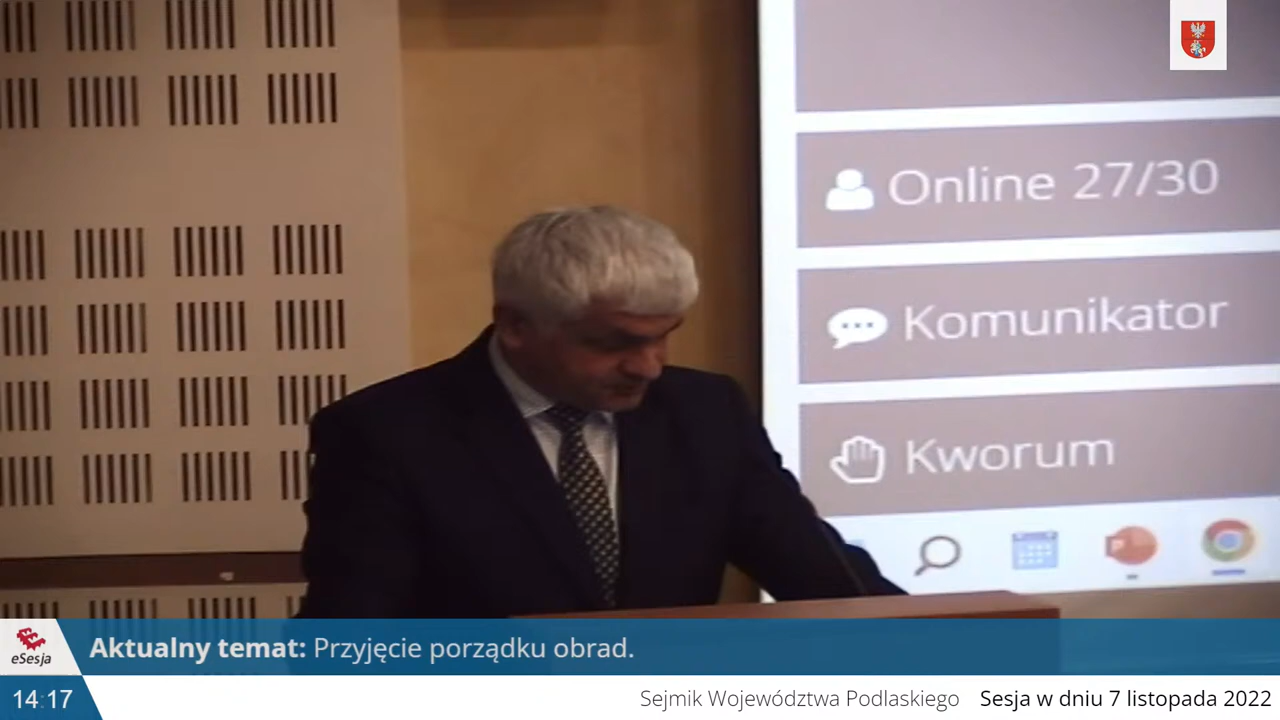 Online 27/30
Komunikator
Kworum
eSesja
Aktualny temat: Przyjęcie porządku obrad.
14:17
Sejmik Województwa Podlaskiego Sesja w dniu 7 listopada 2022